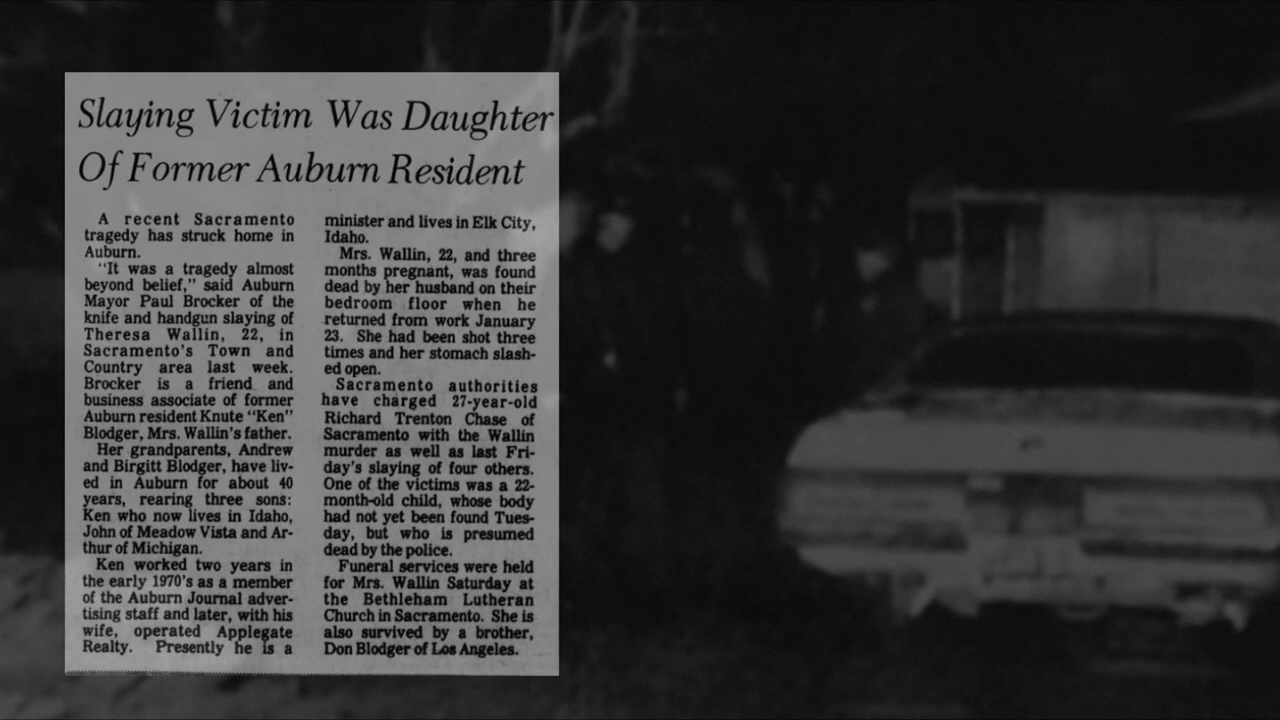 Slaying Victim Was Daughter
Of Former Auburn Resident
A recent Sacramento
tragedy has struck home in
Auburn.
"It was a tragedy almost
beyond belief," said Auburn
Mayor Paul Brocker of the
knife and handgun slaying of
Theresa Wallin, 22, in
Sacramento's Town and
Country area last week.
Brocker is a friend and
business associate of former
Auburn resident Knute "Ken"
Blodger, Mrs. Wallin's father.
Her grandparents, Andrew
and Birgitt Blodger, have liv-
ed in Auburn for about 40
years, rearing three sons:
Ken who now lives in Idaho,
John of Meadow Vista and Ar-
thur of Michigan.
Ken worked two years in
the early 1970's as a member
of the Auburn Journal adver-
tising staff and later, with his
wife, operated Applegate
Realty. Presently he is a
minister and lives in Elk City,
Idaho.
Mrs. Wallin, 22, and three
months pregnant, was found
dead by her husband on their
bedroom floor when he
returned from work January
23. She had been shot three
times and her stomach slash-
ed open.
Sacramento authorities
have charged 27-year-old
Richard Trenton Chase of
Sacramento with the Wallin
murder as well as last Fri-
day's slaying of four others.
One of the victims was a 22-
month-old child, whose body
had not yet been found Tues-
day, but who is presumed
dead by the police.
Funeral services were held
for Mrs. Wallin Saturday at
the Bethleham Lutheran
Church in Sacramento. She is
also survived by a brother,
Don Blodger of Los Angeles.